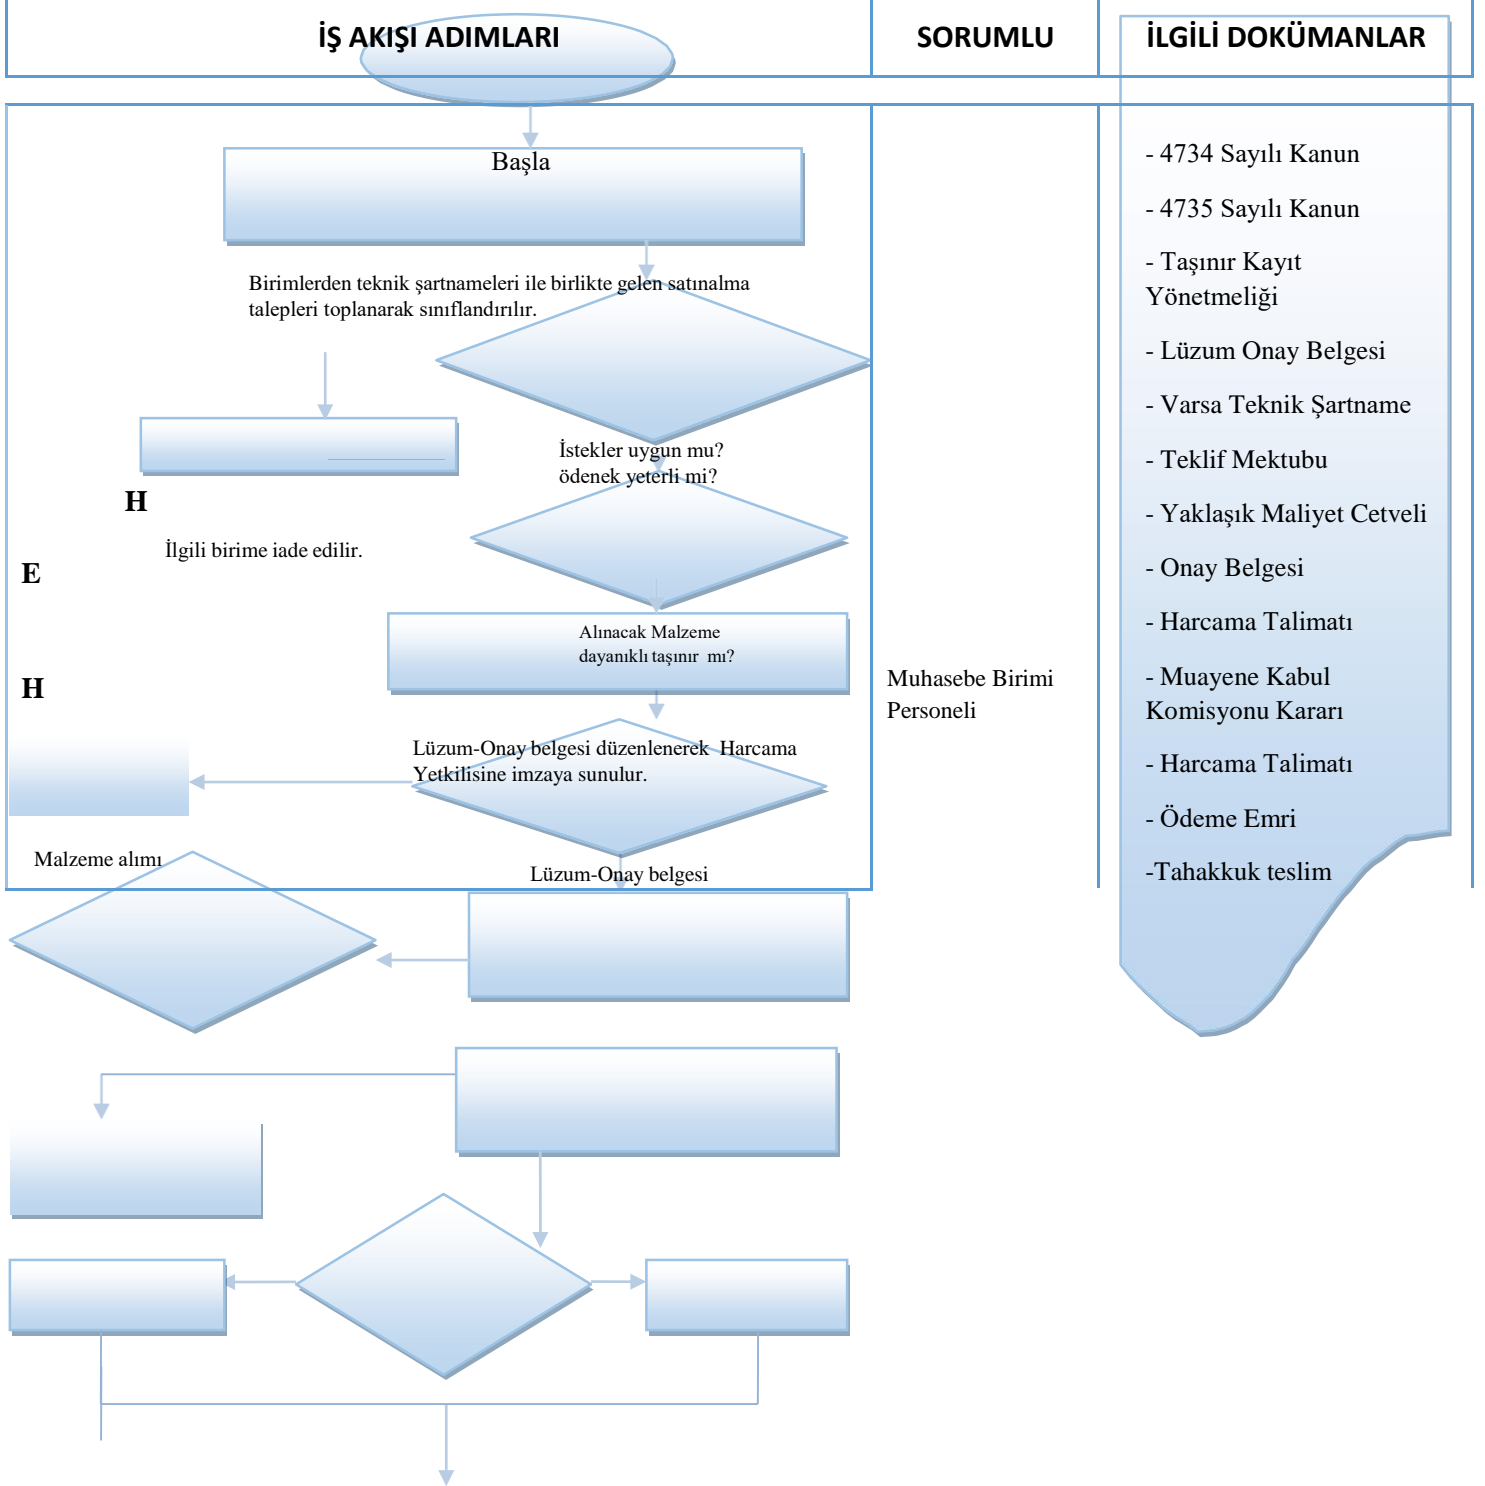 İŞ AKIŞI ADIMLARI
SORUMLU
İLGİLİ DOKÜMANLAR
Başla
Birimlerden teknik şartnameleri ile birlikte gelen satınalma
talepleri toplanarak sınıflandırılır.
İstekler uygun mu?
ödenek yeterli mi?
H
İlgili birime iade edilir.
E
Alınacak Malzeme
dayanıklı taşınır mı?
H
Lüzum-Onay belgesi düzenlenerek Harcama
Yetkilisine imzaya sunulur.
Malzeme alımı
Lüzum-Onay belgesi
Muhasebe Birimi
Personeli
- 4734 Sayılı Kanun
- 4735 Sayılı Kanun
- Taşınır Kayıt
Yönetmeliği
- Lüzum Onay Belgesi
- Varsa Teknik Şartname
- Teklif Mektubu
- Yaklaşık Maliyet Cetveli
- Onay Belgesi
- Harcama Talimatı
- Muayene Kabul
Komisyonu Kararı
- Harcama Talimatı
- Ödeme Emri
-Tahakkuk teslim